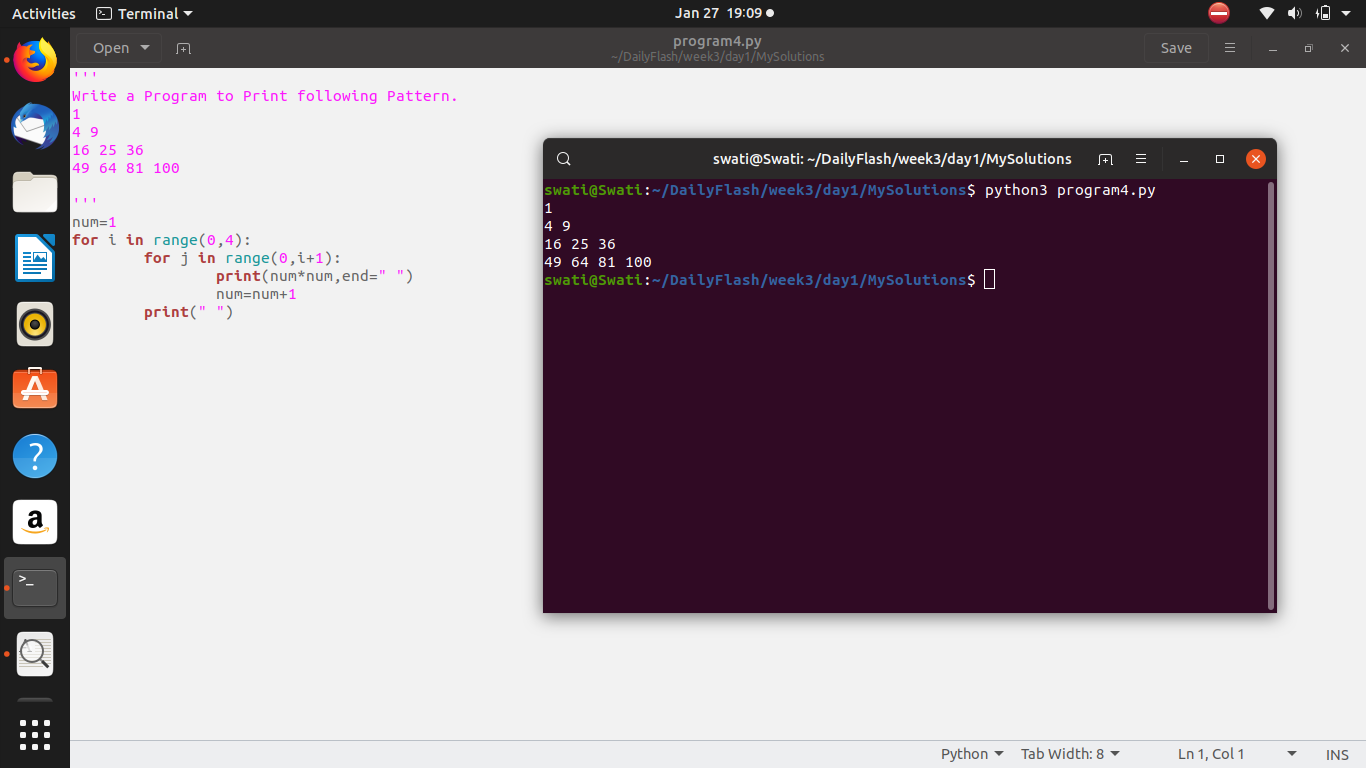 Activities
Terminal
Jan 27 19:09
Open
program4.py
~/DailyFlash/week3/day1/MySolutions
Save
'''
Write a Program to Print following Pattern.
1
4 9
16 25 36
49 64 81 100
'''
num=1
for i in range(0,4):
        for j in range(0,i+1):
                print(num*num,end=" ")
                num=num+1
        print(" ")
swati@Swati: ~/DailyFlash/week3/day1/MySolutions
swati@Swati:~/DailyFlash/week3/day1/MySolutions$ python3 program4.py
1
4 9
16 25 36
49 64 81 100
swati@Swati:~/DailyFlash/week3/day1/MySolutions$
Python
Tab Width: 8
Ln 1, Col 1
INS